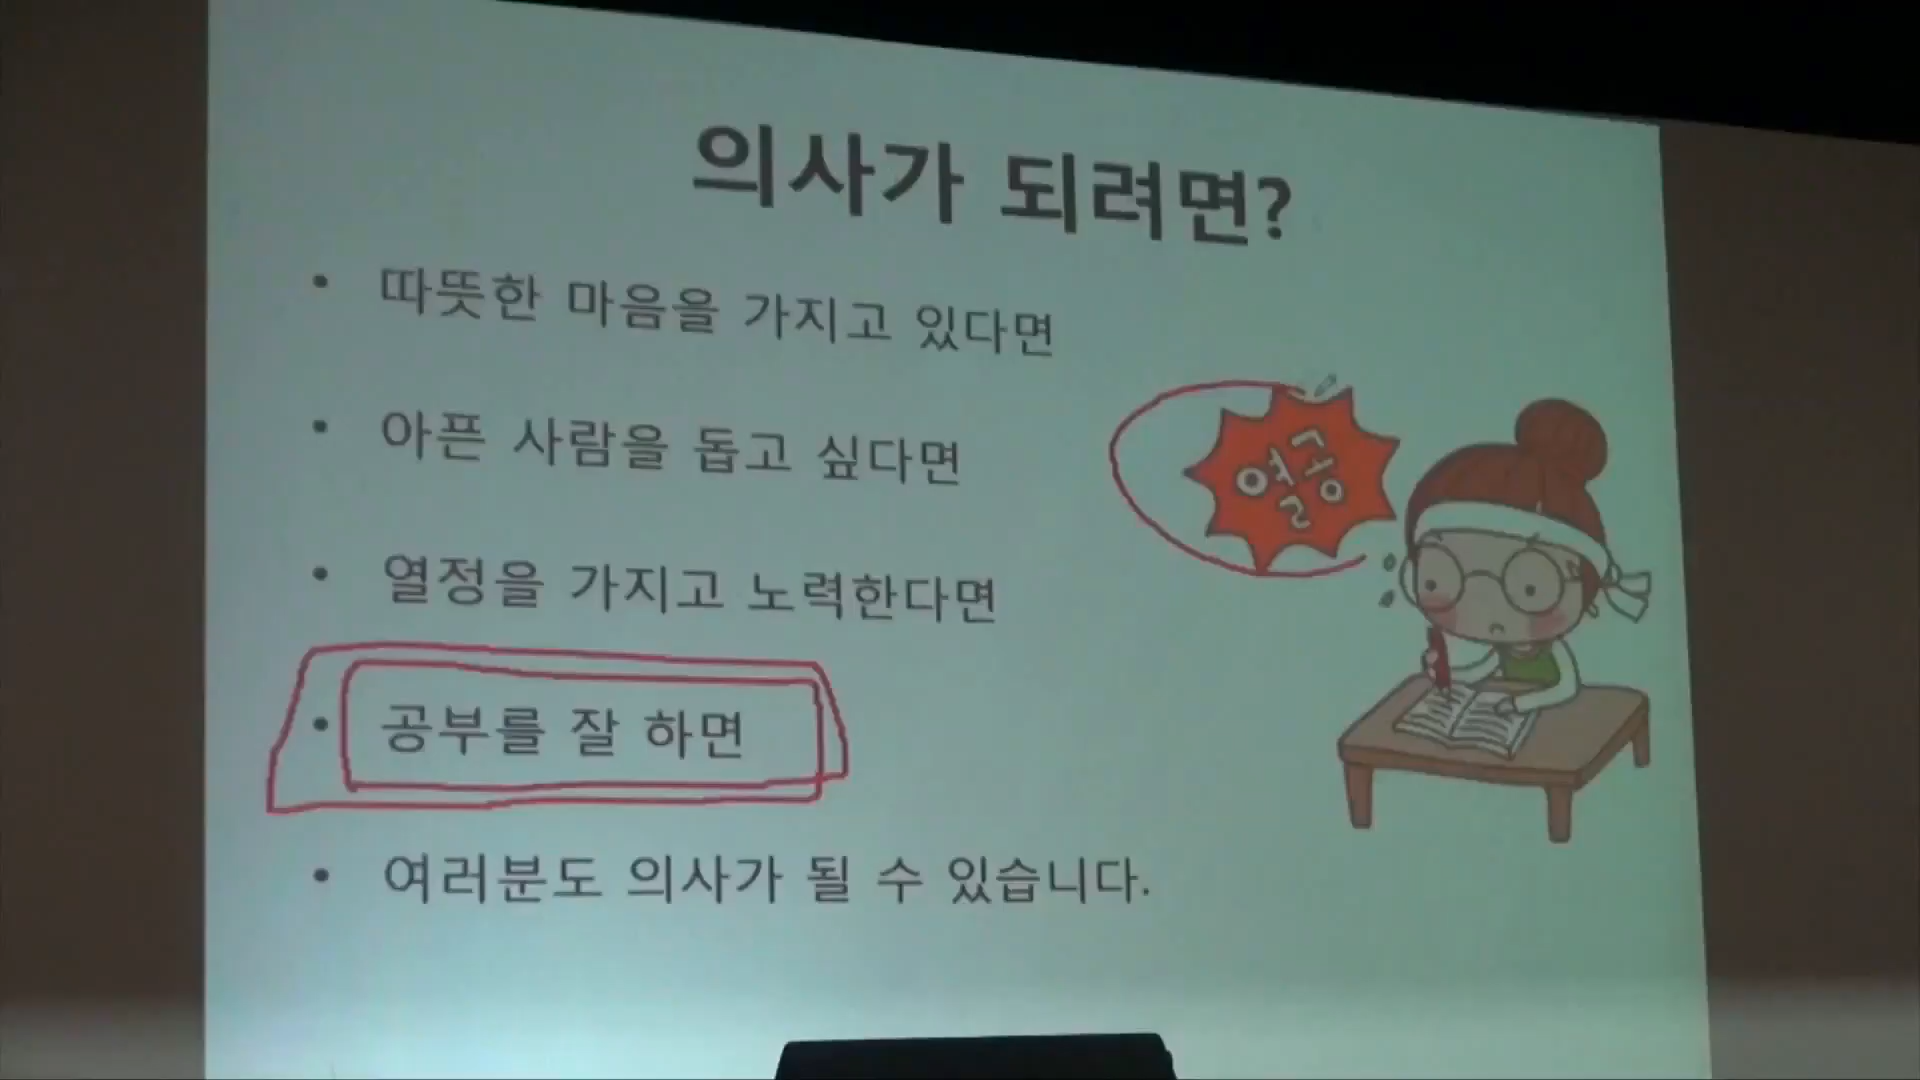 의사가 되려면?
• 따뜻한 마음을 가지고 있다면
• 아픈 사람을 돕고 싶다면
열공
• 열정을 가지고 노력한다면
• 공부를 잘 하면
• 여러분도 의사가 될 수 있습니다.